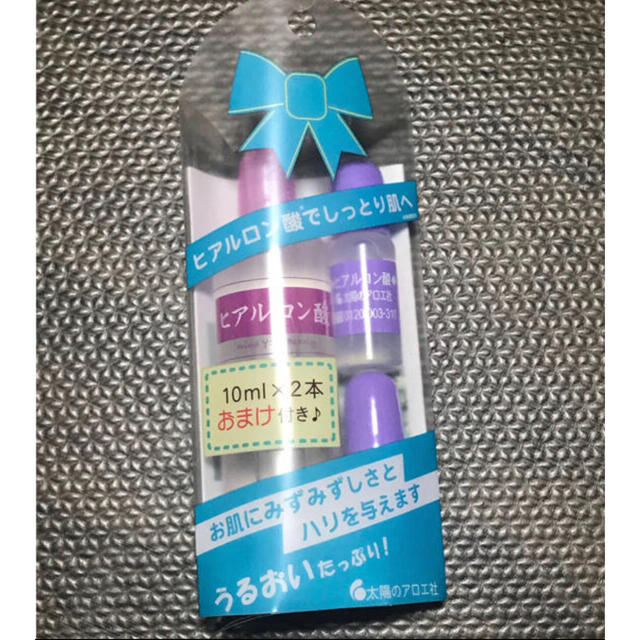 ヒアルロン酸でしっとり肌へ
ヒアルロン酸
ヒアルロン酸
太陽のアロエ社
10ml×2本
おまけ付き♪
お肌にみずみずしさと
ハリを与えます
うるおいたっぷり!
太陽のアロエ社